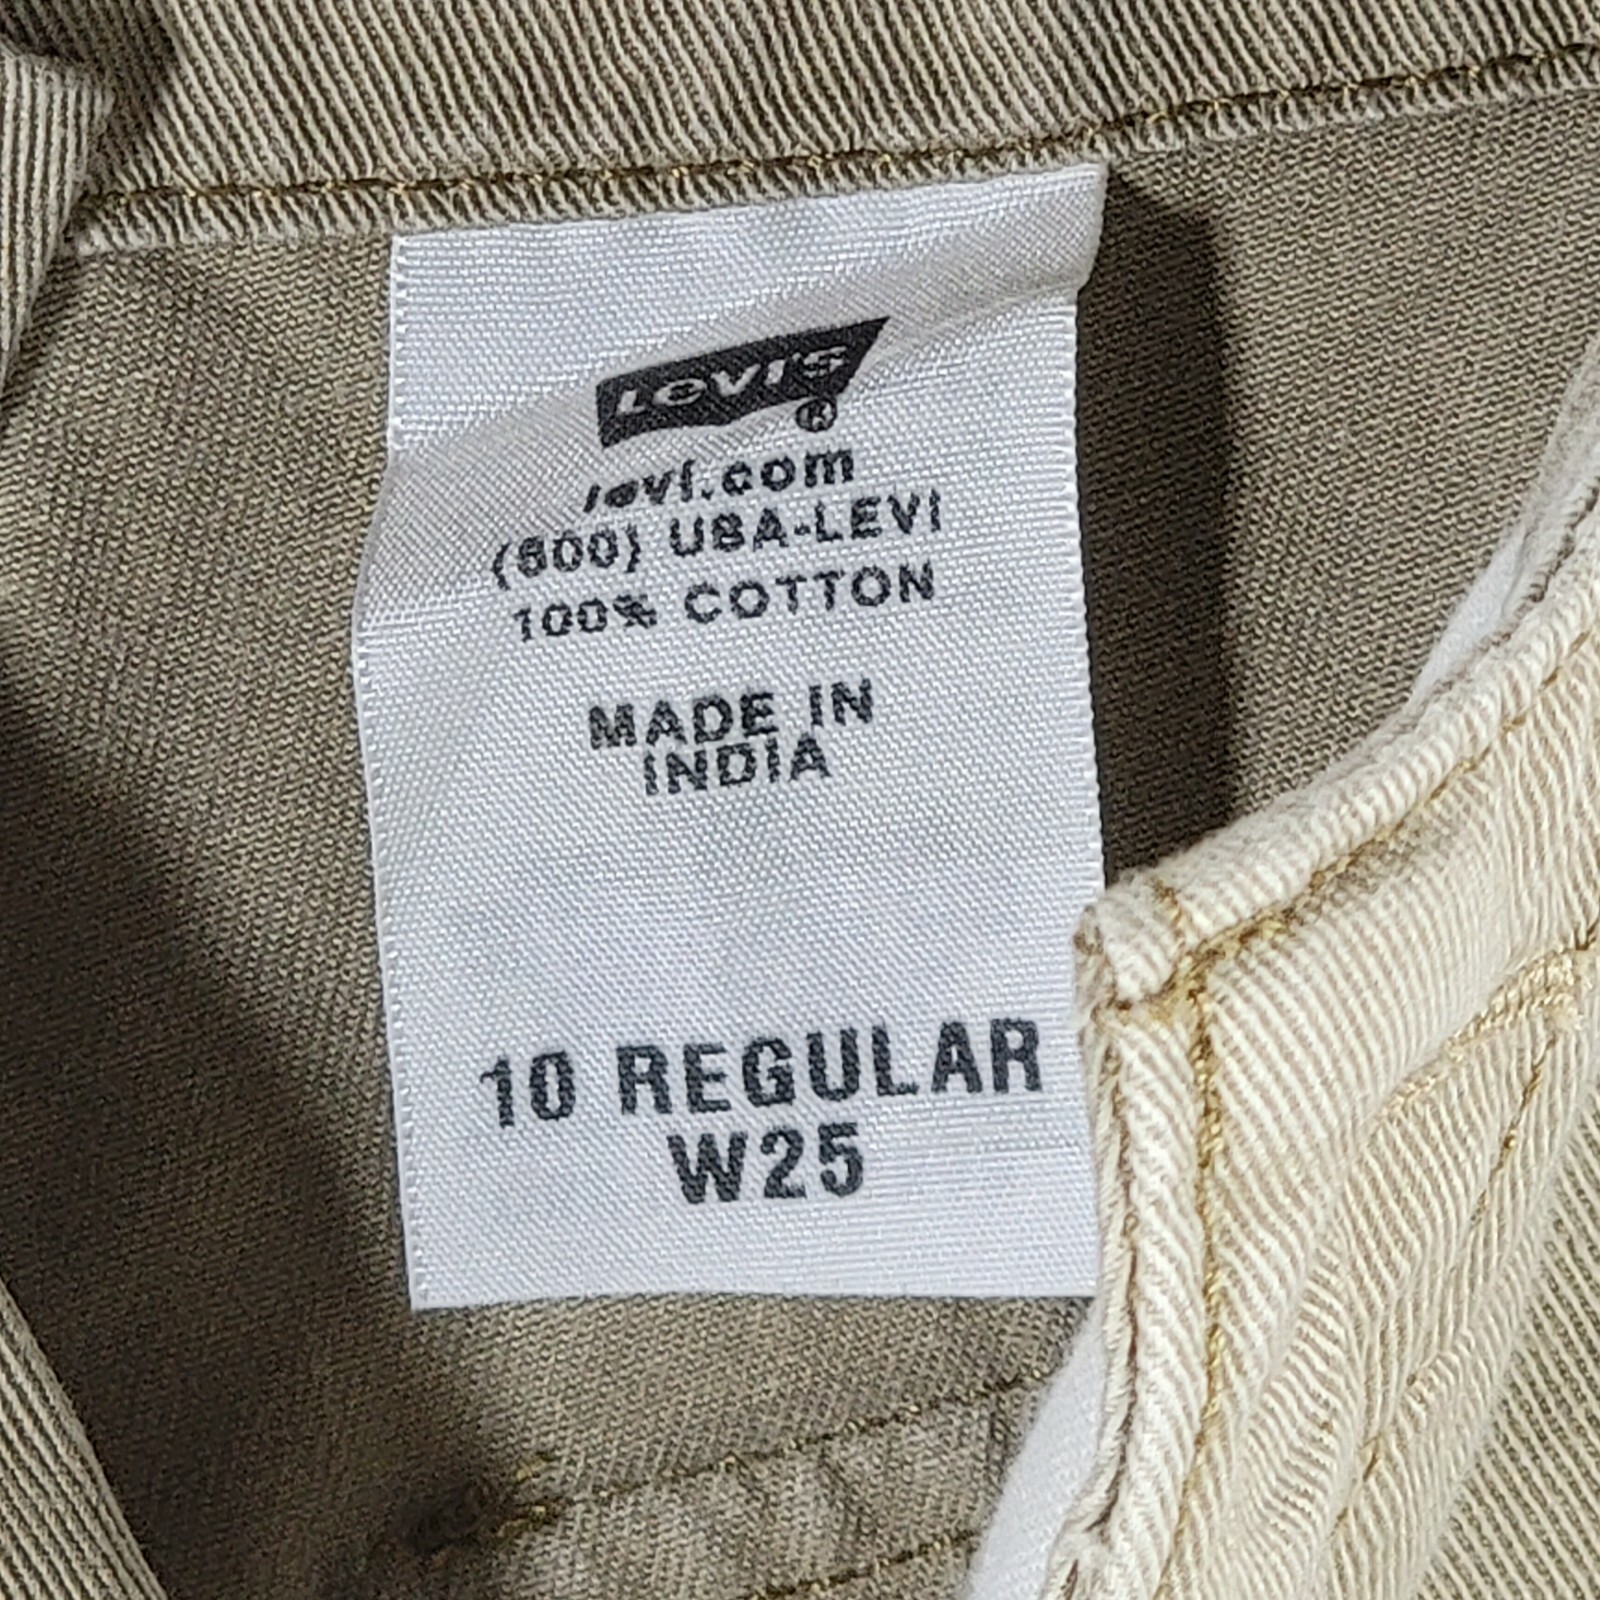 LEVI'S ®
levi.com
(800) USA-LEVI
100% COTTON
MADE IN
INDIA
10 REGULAR
W25